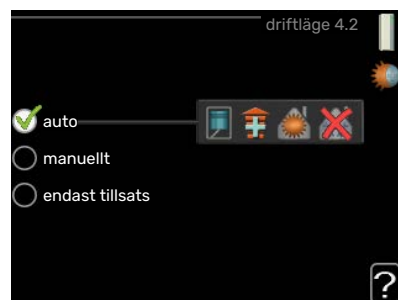 driftläge 4.2
auto
manuellt
endast tillsats
?